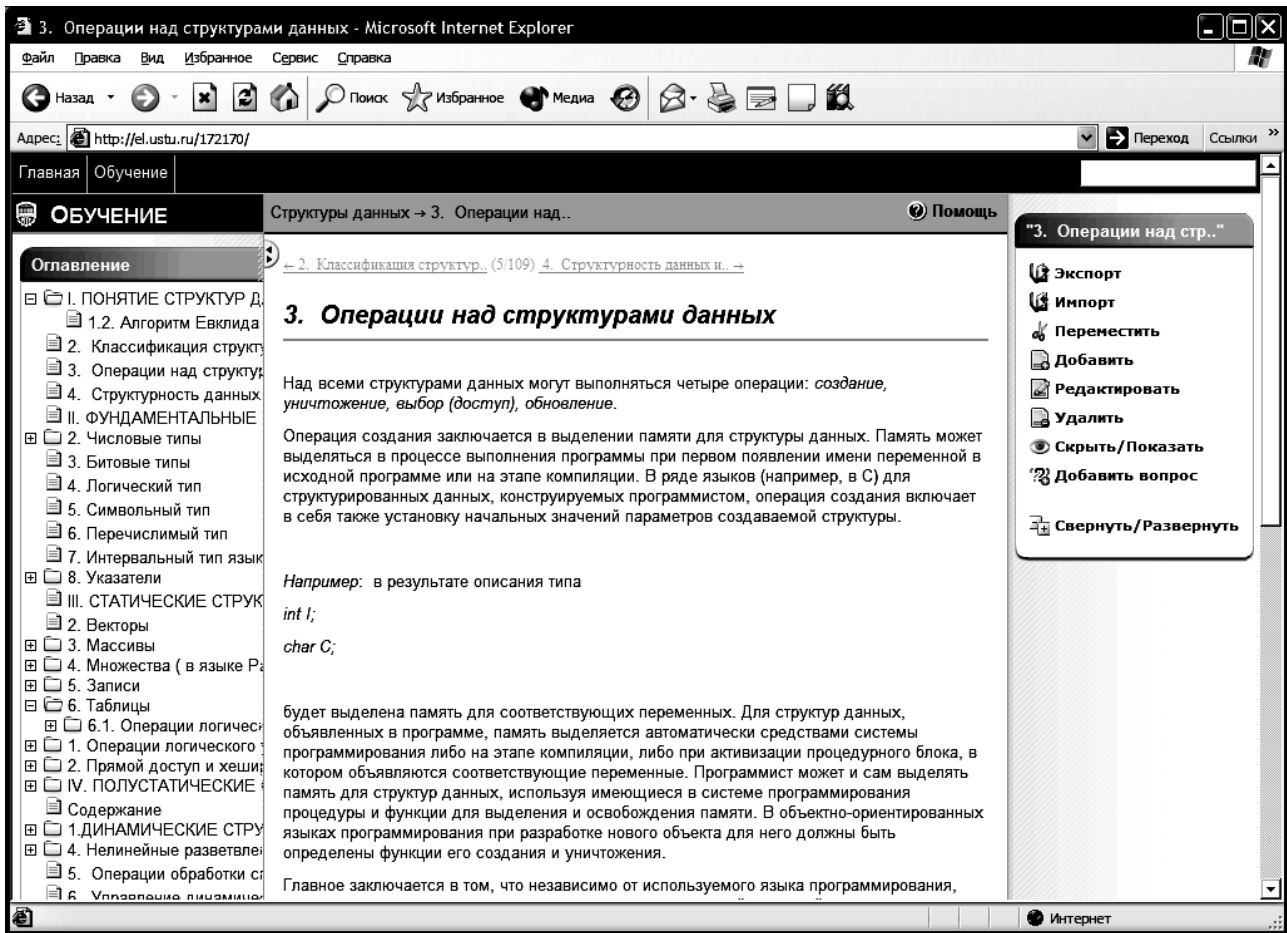 3. Операции над структурами данных - Microsoft Internet Explorer
Файл Правка Вид Избранное Сервис Справка
Назад Поиск Избранное Медиа
Адрес: http://el.ustu.ru/172170/ Переход Ссылки »
Главная Обучение
ОБУЧЕНИЕ
Структуры данных → 3. Операции над.. Помощь
Оглавление
I. ПОНЯТИЕ СТРУКТУР Д
1.2. Алгоритм Евклида
2. Классификация структ
3. Операции над структу
4. Структурность данных
II. ФУНДАМЕНТАЛЬНЫЕ
2. Числовые типы
3. Битовые типы
4. Логический тип
5. Символьный тип
6. Перечислимый тип
7. Интервальный тип язык
8. Указатели
III. СТАТИЧЕСКИЕ СТРУК
2. Векторы
3. Массивы
4. Множества ( в языке Pa
5. Записи
6. Таблицы
6.1. Операции логическ
1. Операции логического
2. Прямой доступ и хеши
IV. ПОЛУСТАТИЧЕСКИЕ
Содержание
1.ДИНАМИЧЕСКИЕ СТРУ
4. Нелинейные разветвле
5. Операции обработки сп
6. Управление динамичес
← 2. Классификация структур.. (5/109) 4. Структурность данных и.. →
3. Операции над структурами данных
Над всеми структурами данных могут выполняться четыре операции: создание,
уничтожение, выбор (доступ), обновление.
Операция создания заключается в выделении памяти для структуры данных. Память может
выделяться в процессе выполнения программы при первом появлении имени переменной в
исходной программе или на этапе компиляции. В ряде языков (например, в С) для
структурированных данных, конструируемых программистом, операция создания включает
в себя также установку начальных значений параметров создаваемой структуры.
Например: в результате описания типа
int I;
char C;
будет выделена память для соответствующих переменных. Для структур данных,
объявленных в программе, память выделяется автоматически средствами системы
программирования либо на этапе компиляции, либо при активизации процедурного блока, в
котором объявляются соответствующие переменные. Программист может и сам выделять
память для структур данных, используя имеющиеся в системе программирования
процедуры и функции для выделения и освобождения памяти. В объектно-ориентированных
языках программирования при разработке нового объекта для него должны быть
определены функции его создания и уничтожения.
Главное заключается в том, что независимо от используемого языка программирования,
"3. Операции над стр.."
Экспорт
Импорт
Переместить
Добавить
Редактировать
Удалить
Скрыть/Показать
Добавить вопрос
Свернуть/Развернуть
Интернет